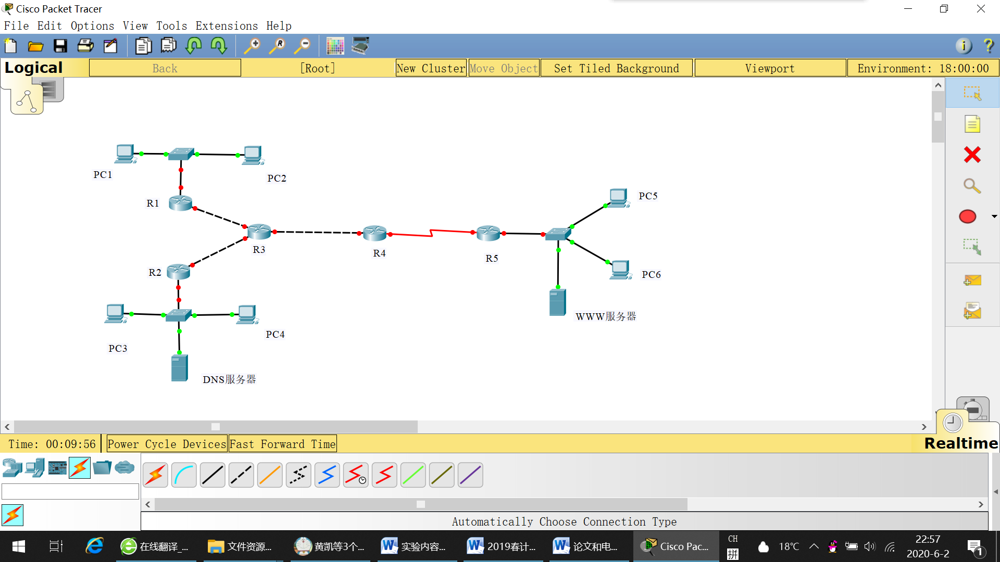 Cisco Packet Tracer
File Edit Options View Tools Extensions Help
Logical
Back
[Root]
New Cluster
Move Object
Set Tiled Background
Viewport
Environment: 18:00:00
PC1
PC2
R1
R3
R2
R4
R5
PC5
PC6
WWW服务器
PC3
PC4
DNS服务器
Time: 00:09:56
Power Cycle Devices
Fast Forward Time
Realtime
Automatically Choose Connection Type
在线翻译_...
文件资源...
黄凯等3个...
实验内容...
2019春计...
论文和电...
Cisco Pac...
CH
拼
18℃
22:57
2020-6-2
1